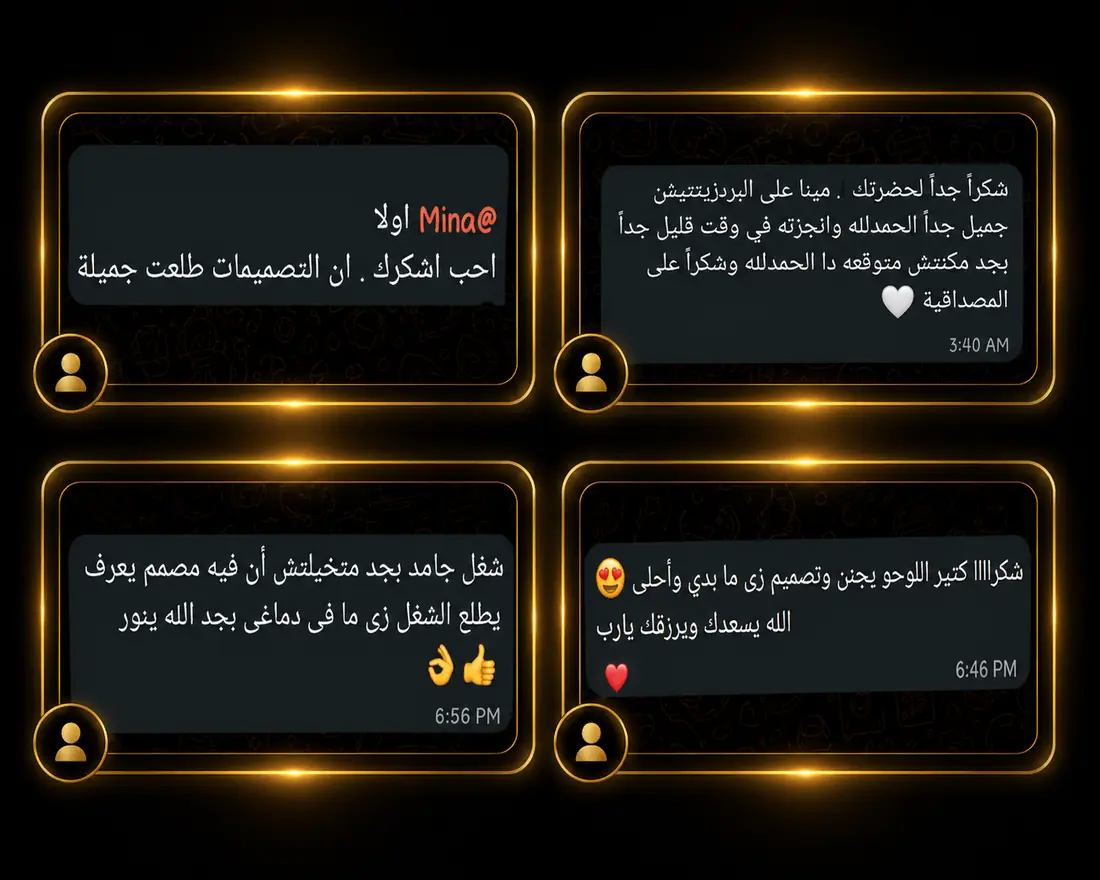 @Mina اولا
احب اشكرك . ان التصميمات طلعت جميلة
شكراً جداً لحضرتك . مينا على البردزيتتيشن
جميل جداً الحمدلله وانجزته في وقت قليل جداً
بجد مكنتش متوقعه دا الحمدلله وشكراً على
المصداقية 🤍
3:40 AM
شغل جامد بجد متخيلتش أن فيه مصمم يعرف
يطلع الشغل زى ما فى دماغى بجد الله ينور
👍👌
6:56 PM
شكراااا كتير اللوحو يجنن وتصميم زى ما بدي وأحلى 😍
الله يسعدك ويرزقك يارب
❤️ 6:46 PM